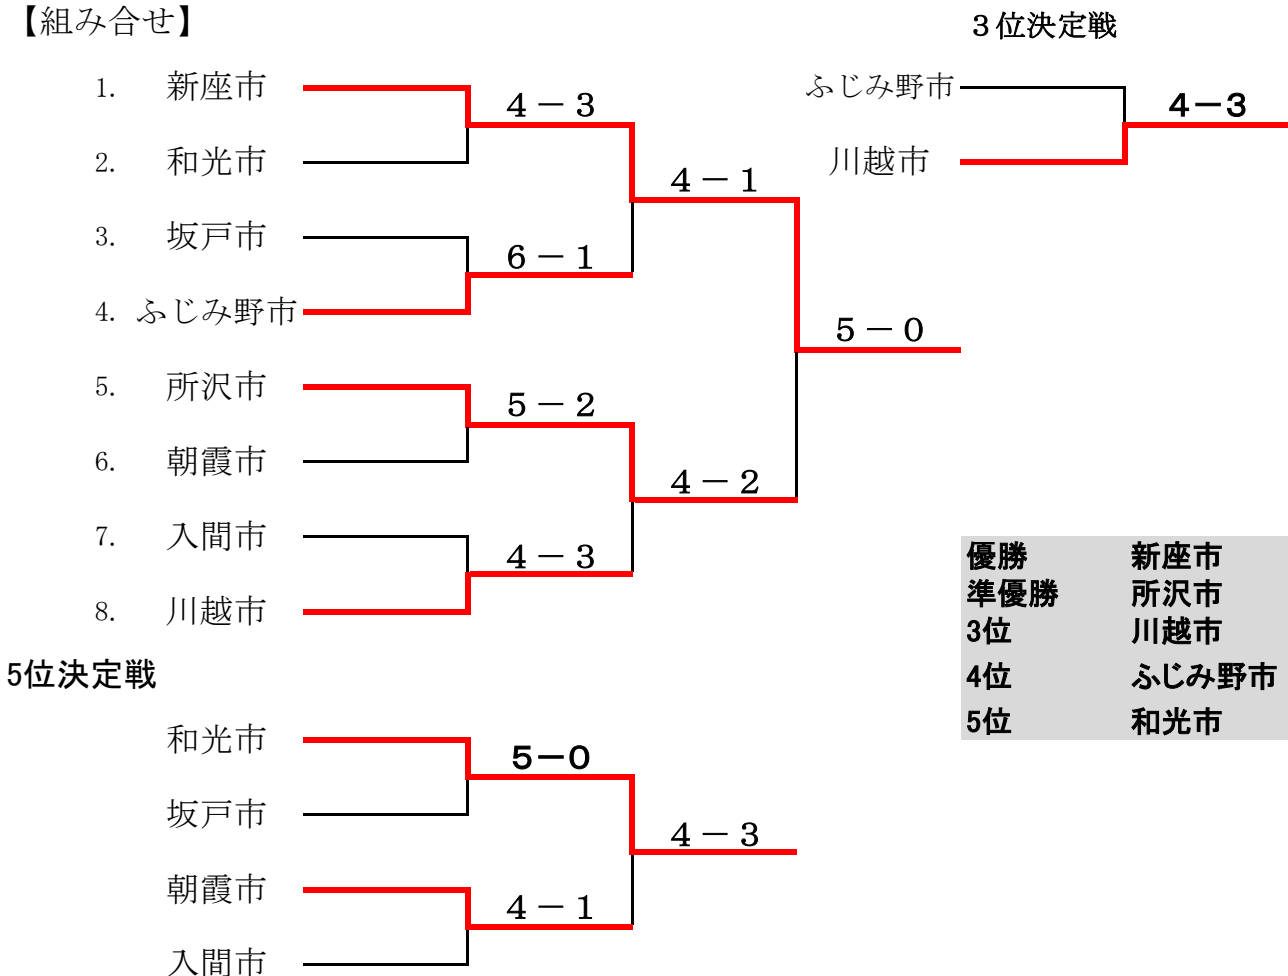 【組み合せ】
３位決定戦
1. 新座市
４－３
ふじみ野市
４－３
2. 和光市
川越市
４－１
3. 坂戸市
６－１
4. ふじみ野市
５－０
5. 所沢市
５－２
6. 朝霞市
４－２
7. 入間市
４－３
8. 川越市
優勝 新座市
準優勝 所沢市
3位 川越市
4位 ふじみ野市
5位 和光市
5位決定戦
和光市
５－０
坂戸市
４－３
朝霞市
４－１
入間市